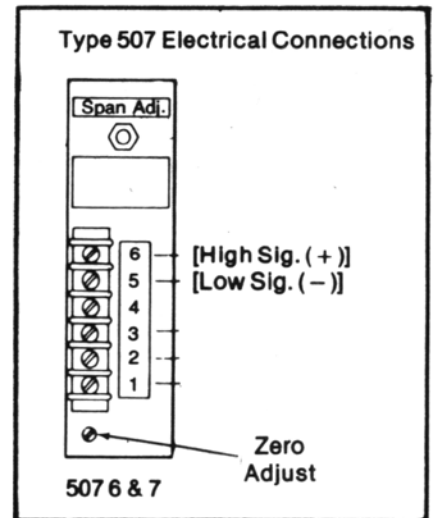 Type 507 Electrical Connections
Span Adj.
6 [High Sig. ( + )]
5 [Low Sig. ( − )]
4
3
2
1
Zero
Adjust
507 6 & 7